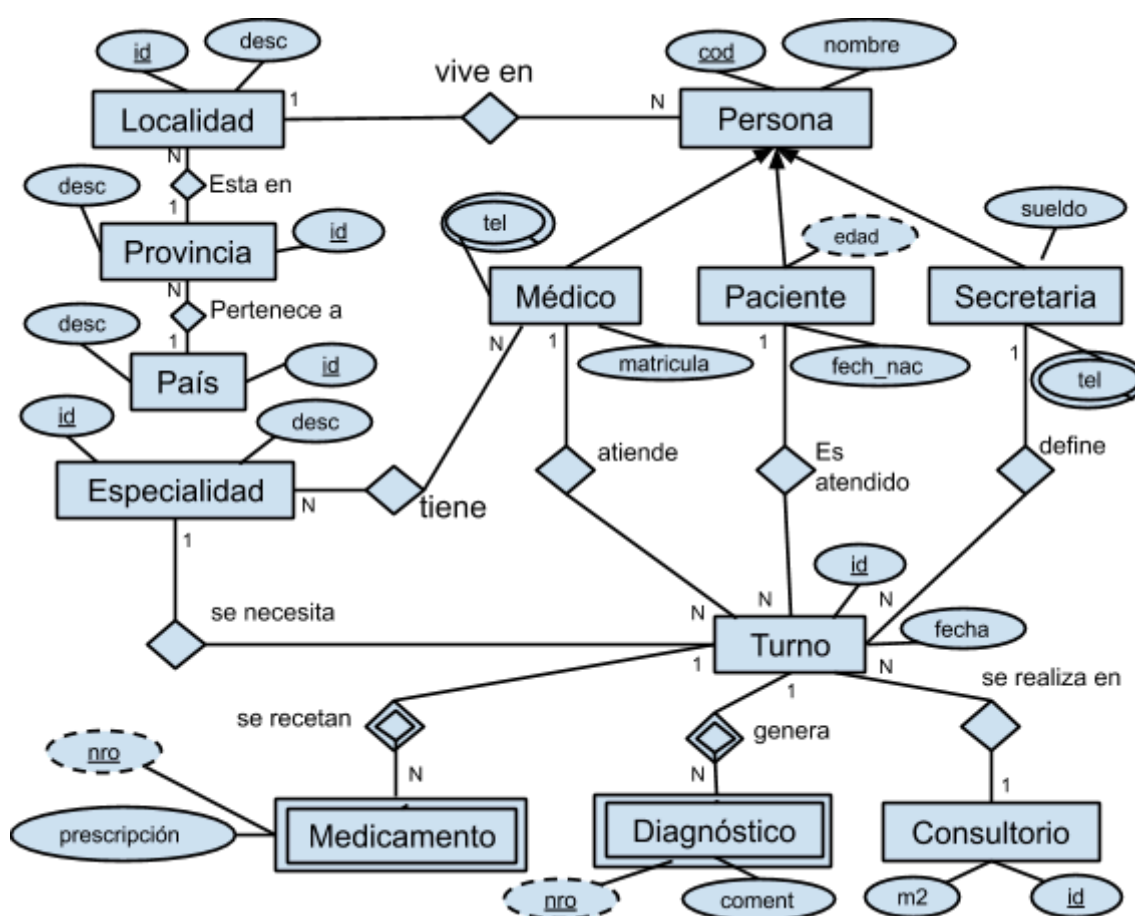 id
desc
cod
nombre
vive en
1
N
Localidad
Persona
N
desc
Esta en
1
id
Provincia
tel
edad
sueldo
N
Médico
Paciente
Secretaria
desc
Pertenece a
1
id
País
N
1
matricula
1
fech_nac
1
tel
id
desc
atiende
Es
atendido
define
Especialidad
N
tiene
1
id
se necesita
N
N
N
fecha
Turno
1
1
N
se realiza en
se recetan
genera
nro
N
N
1
prescripción
Medicamento
Diagnóstico
Consultorio
nro
coment
m2
id